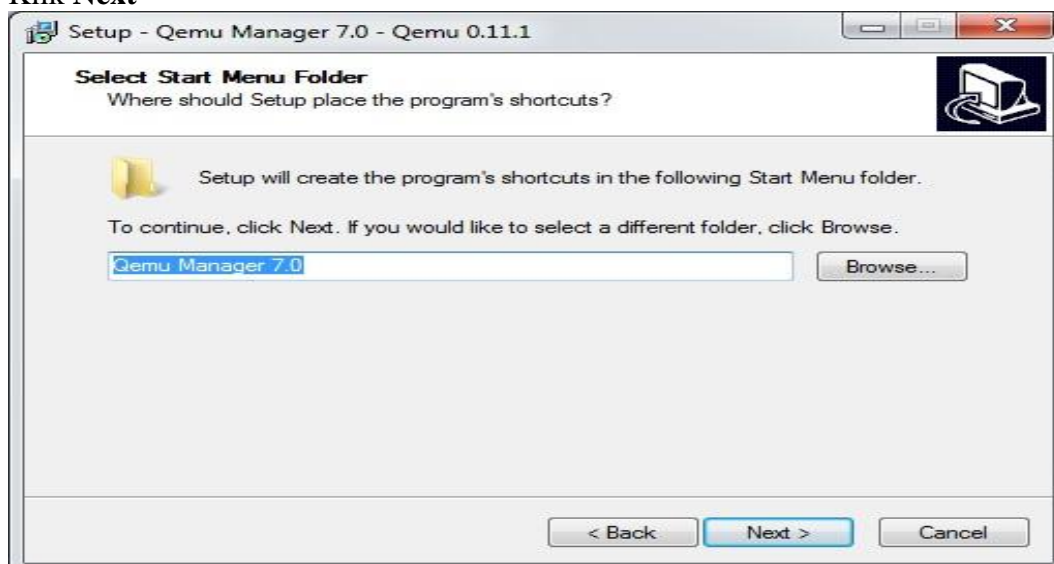 Klik Next
Setup - Qemu Manager 7.0 - Qemu 0.11.1
Select Start Menu Folder
Where should Setup place the program's shortcuts?
Setup will create the program's shortcuts in the following Start Menu folder.
To continue, click Next. If you would like to select a different folder, click Browse.
Qemu Manager 7.0
Browse...
< Back
Next >
Cancel